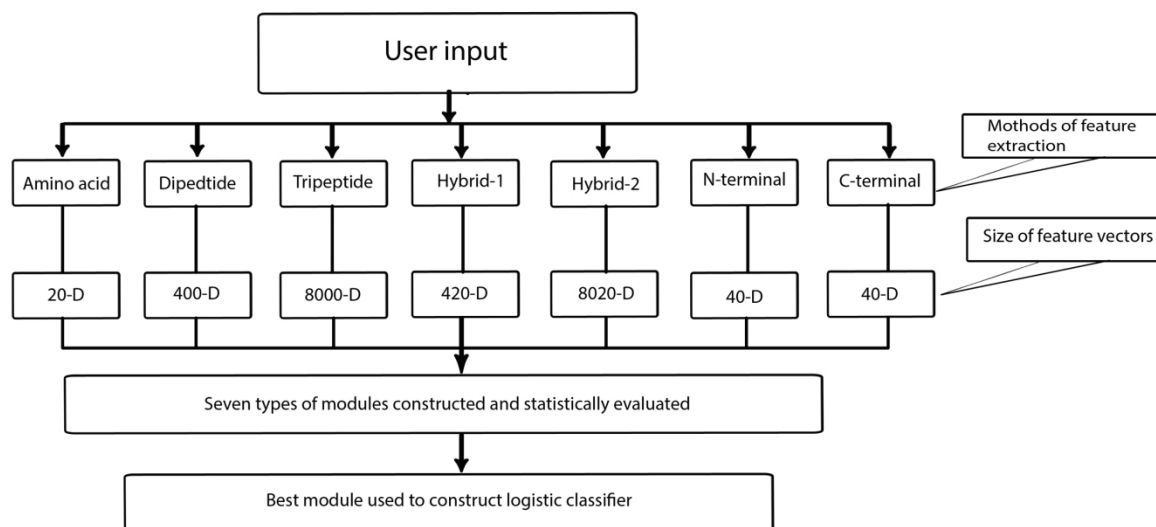 User input
Mothods of feature
extraction
Amino acid
Dipedtide
Tripeptide
Hybrid-1
Hybrid-2
N-terminal
C-terminal
Size of feature vectors
20-D
400-D
8000-D
420-D
8020-D
40-D
40-D
Seven types of modules constructed and statistically evaluated
Best module used to construct logistic classifier